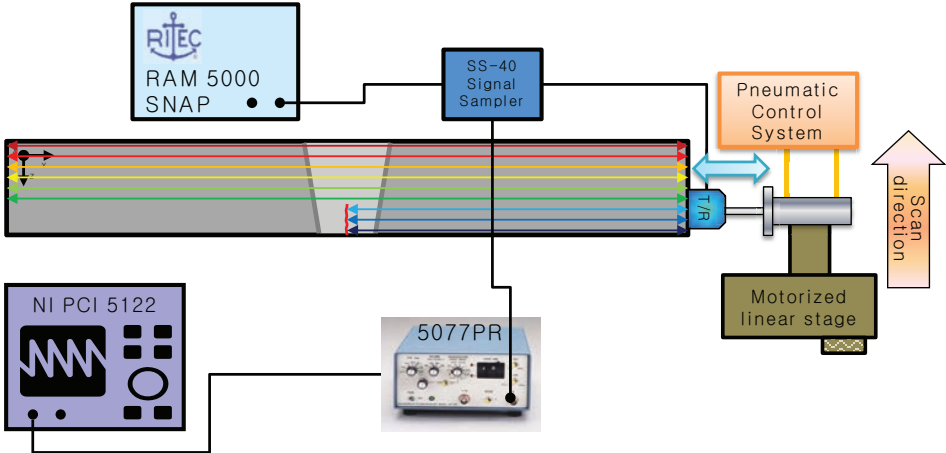 RITEC
RAM 5000
SNAP
SS-40
Signal
Sampler
Pneumatic
Control
System
T/R
Scan
direction
Motorized
linear stage
NI PCI 5122
5077PR